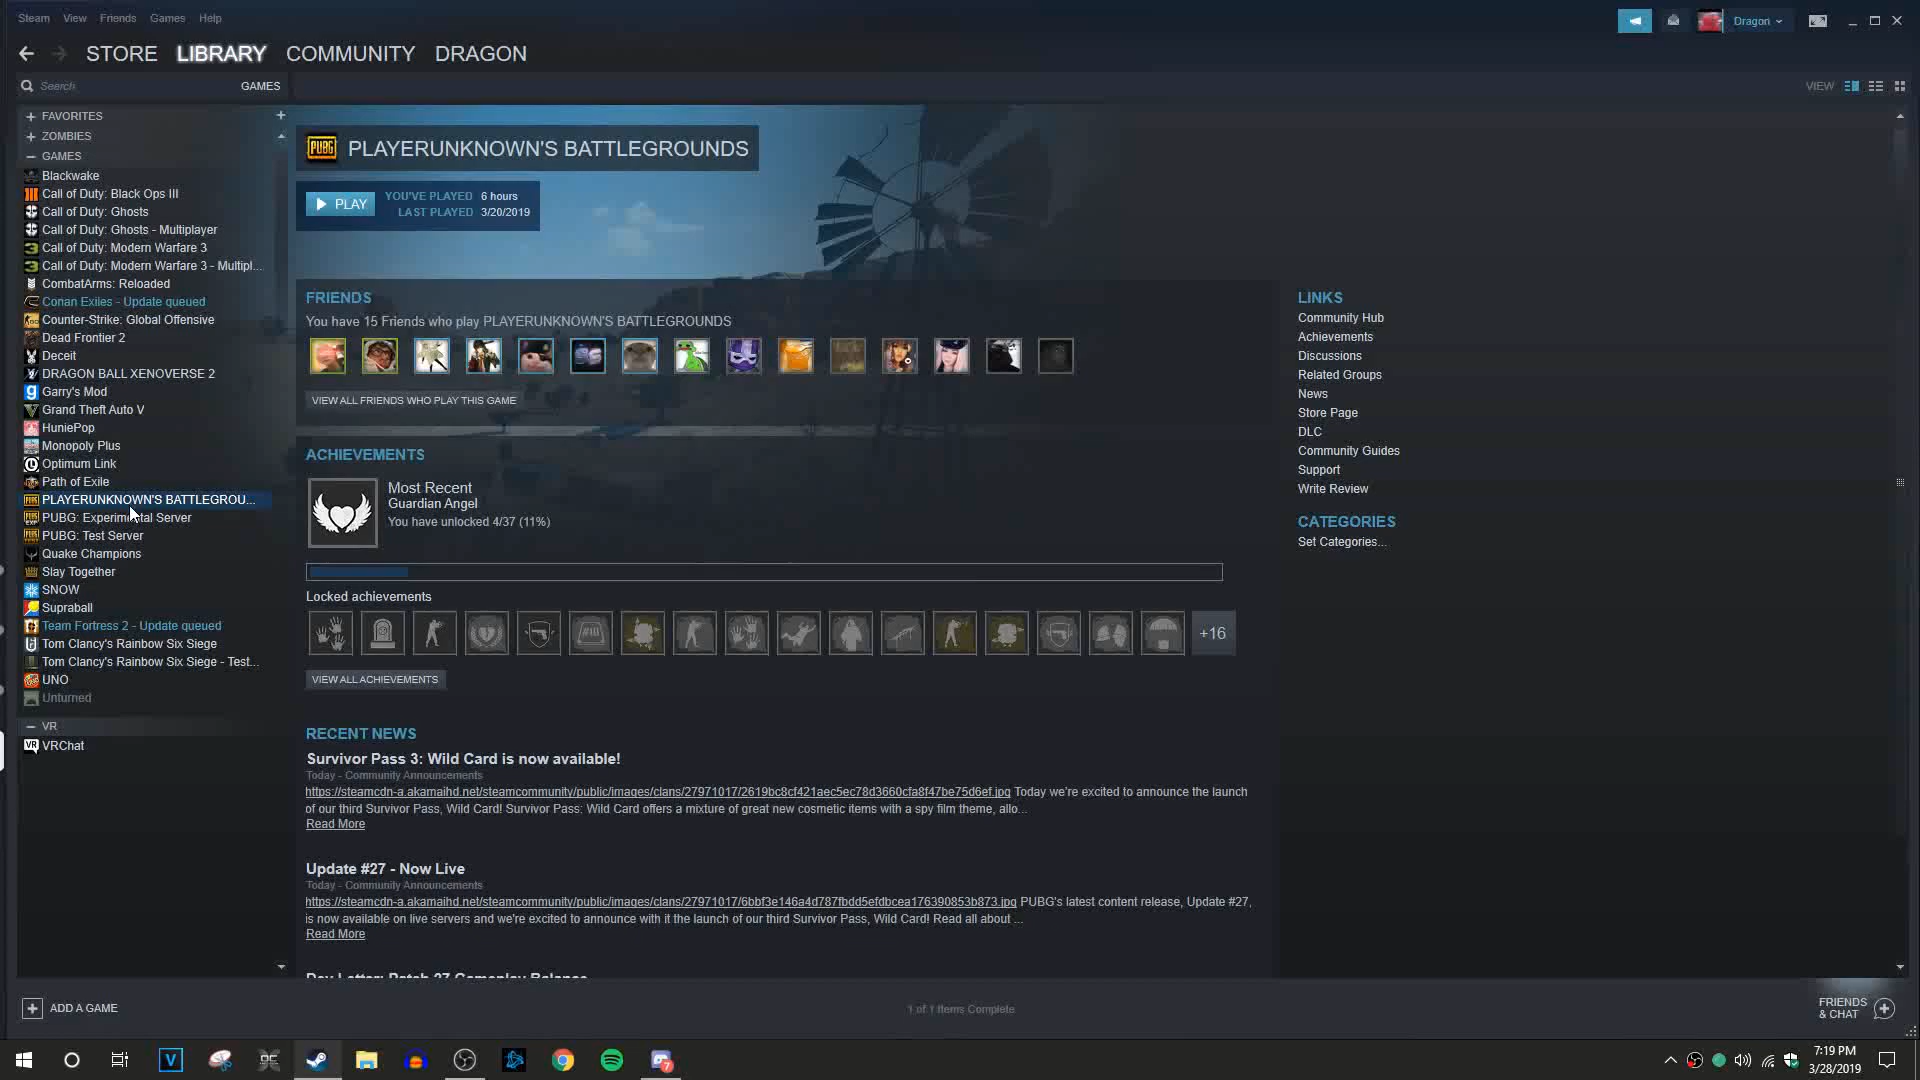 Steam View Friends Games Help
Dragon
STORE LIBRARY COMMUNITY DRAGON
Search
GAMES
VIEW
FAVORITES
ZOMBIES
GAMES
Blackwake
Call of Duty: Black Ops III
Call of Duty: Ghosts
Call of Duty: Ghosts - Multiplayer
Call of Duty: Modern Warfare 3
Call of Duty: Modern Warfare 3 - Multipl...
CombatArms: Reloaded
Conan Exiles - Update queued
Counter-Strike: Global Offensive
Dead Frontier 2
Deceit
DRAGON BALL XENOVERSE 2
Garry's Mod
Grand Theft Auto V
HuniePop
Monopoly Plus
Optimum Link
Path of Exile
PLAYERUNKNOWN'S BATTLEGROU...
PUBG: Experimental Server
PUBG: Test Server
Quake Champions
Slay Together
SNOW
Supraball
Team Fortress 2 - Update queued
Tom Clancy's Rainbow Six Siege
Tom Clancy's Rainbow Six Siege - Test...
UNO
Unturned
VR
VRChat
PUBG
PLAYERUNKNOWN'S BATTLEGROUNDS
PLAY
YOU'VE PLAYED 6 hours
LAST PLAYED 3/20/2019
FRIENDS
You have 15 Friends who play PLAYERUNKNOWN'S BATTLEGROUNDS
VIEW ALL FRIENDS WHO PLAY THIS GAME
ACHIEVEMENTS
Most Recent
Guardian Angel
You have unlocked 4/37 (11%)
Locked achievements
+16
VIEW ALL ACHIEVEMENTS
RECENT NEWS
Survivor Pass 3: Wild Card is now available!
Today - Community Announcements
https://steamcdn-a.akamaihd.net/steamcommunity/public/images/clans/27971017/2619bc8cf421aec5ec78d3660cfa8f47be75d6ef.jpg Today we're excited to announce the launch
of our third Survivor Pass, Wild Card! Survivor Pass: Wild Card offers a mixture of great new cosmetic items with a spy film theme, allo...
Read More
Update #27 - Now Live
Today - Community Announcements
https://steamcdn-a.akamaihd.net/steamcommunity/public/images/clans/27971017/6bbf3e146a4d787fbdd5efdbcea176390853b873.jpg PUBG's latest content release, Update #27,
is now available on live servers and we're excited to announce with it the launch of our third Survivor Pass, Wild Card! Read all about ...
Read More
Dev Letter: Patch 27 Gameplay Balance
LINKS
Community Hub
Achievements
Discussions
Related Groups
News
Store Page
DLC
Community Guides
Support
Write Review
CATEGORIES
Set Categories...
ADD A GAME
1 of 1 Items Complete
FRIENDS
& CHAT
7:19 PM
3/28/2019